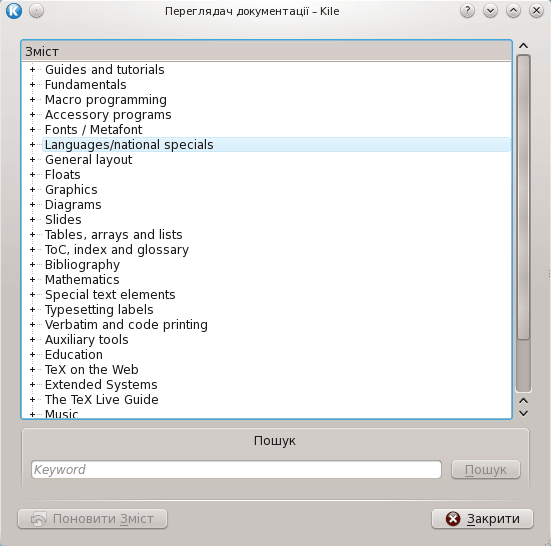 Переглядач документації – Kile
Зміст
Guides and tutorials
Fundamentals
Macro programming
Accessory programs
Fonts / Metafont
Languages/national specials
General layout
Floats
Graphics
Diagrams
Slides
Tables, arrays and lists
ToC, index and glossary
Bibliography
Mathematics
Special text elements
Typesetting labels
Verbatim and code printing
Auxiliary tools
Education
TeX on the Web
Extended Systems
The TeX Live Guide
Music
Пошук
Keyword
Пошук
Поновити Зміст
Закрити